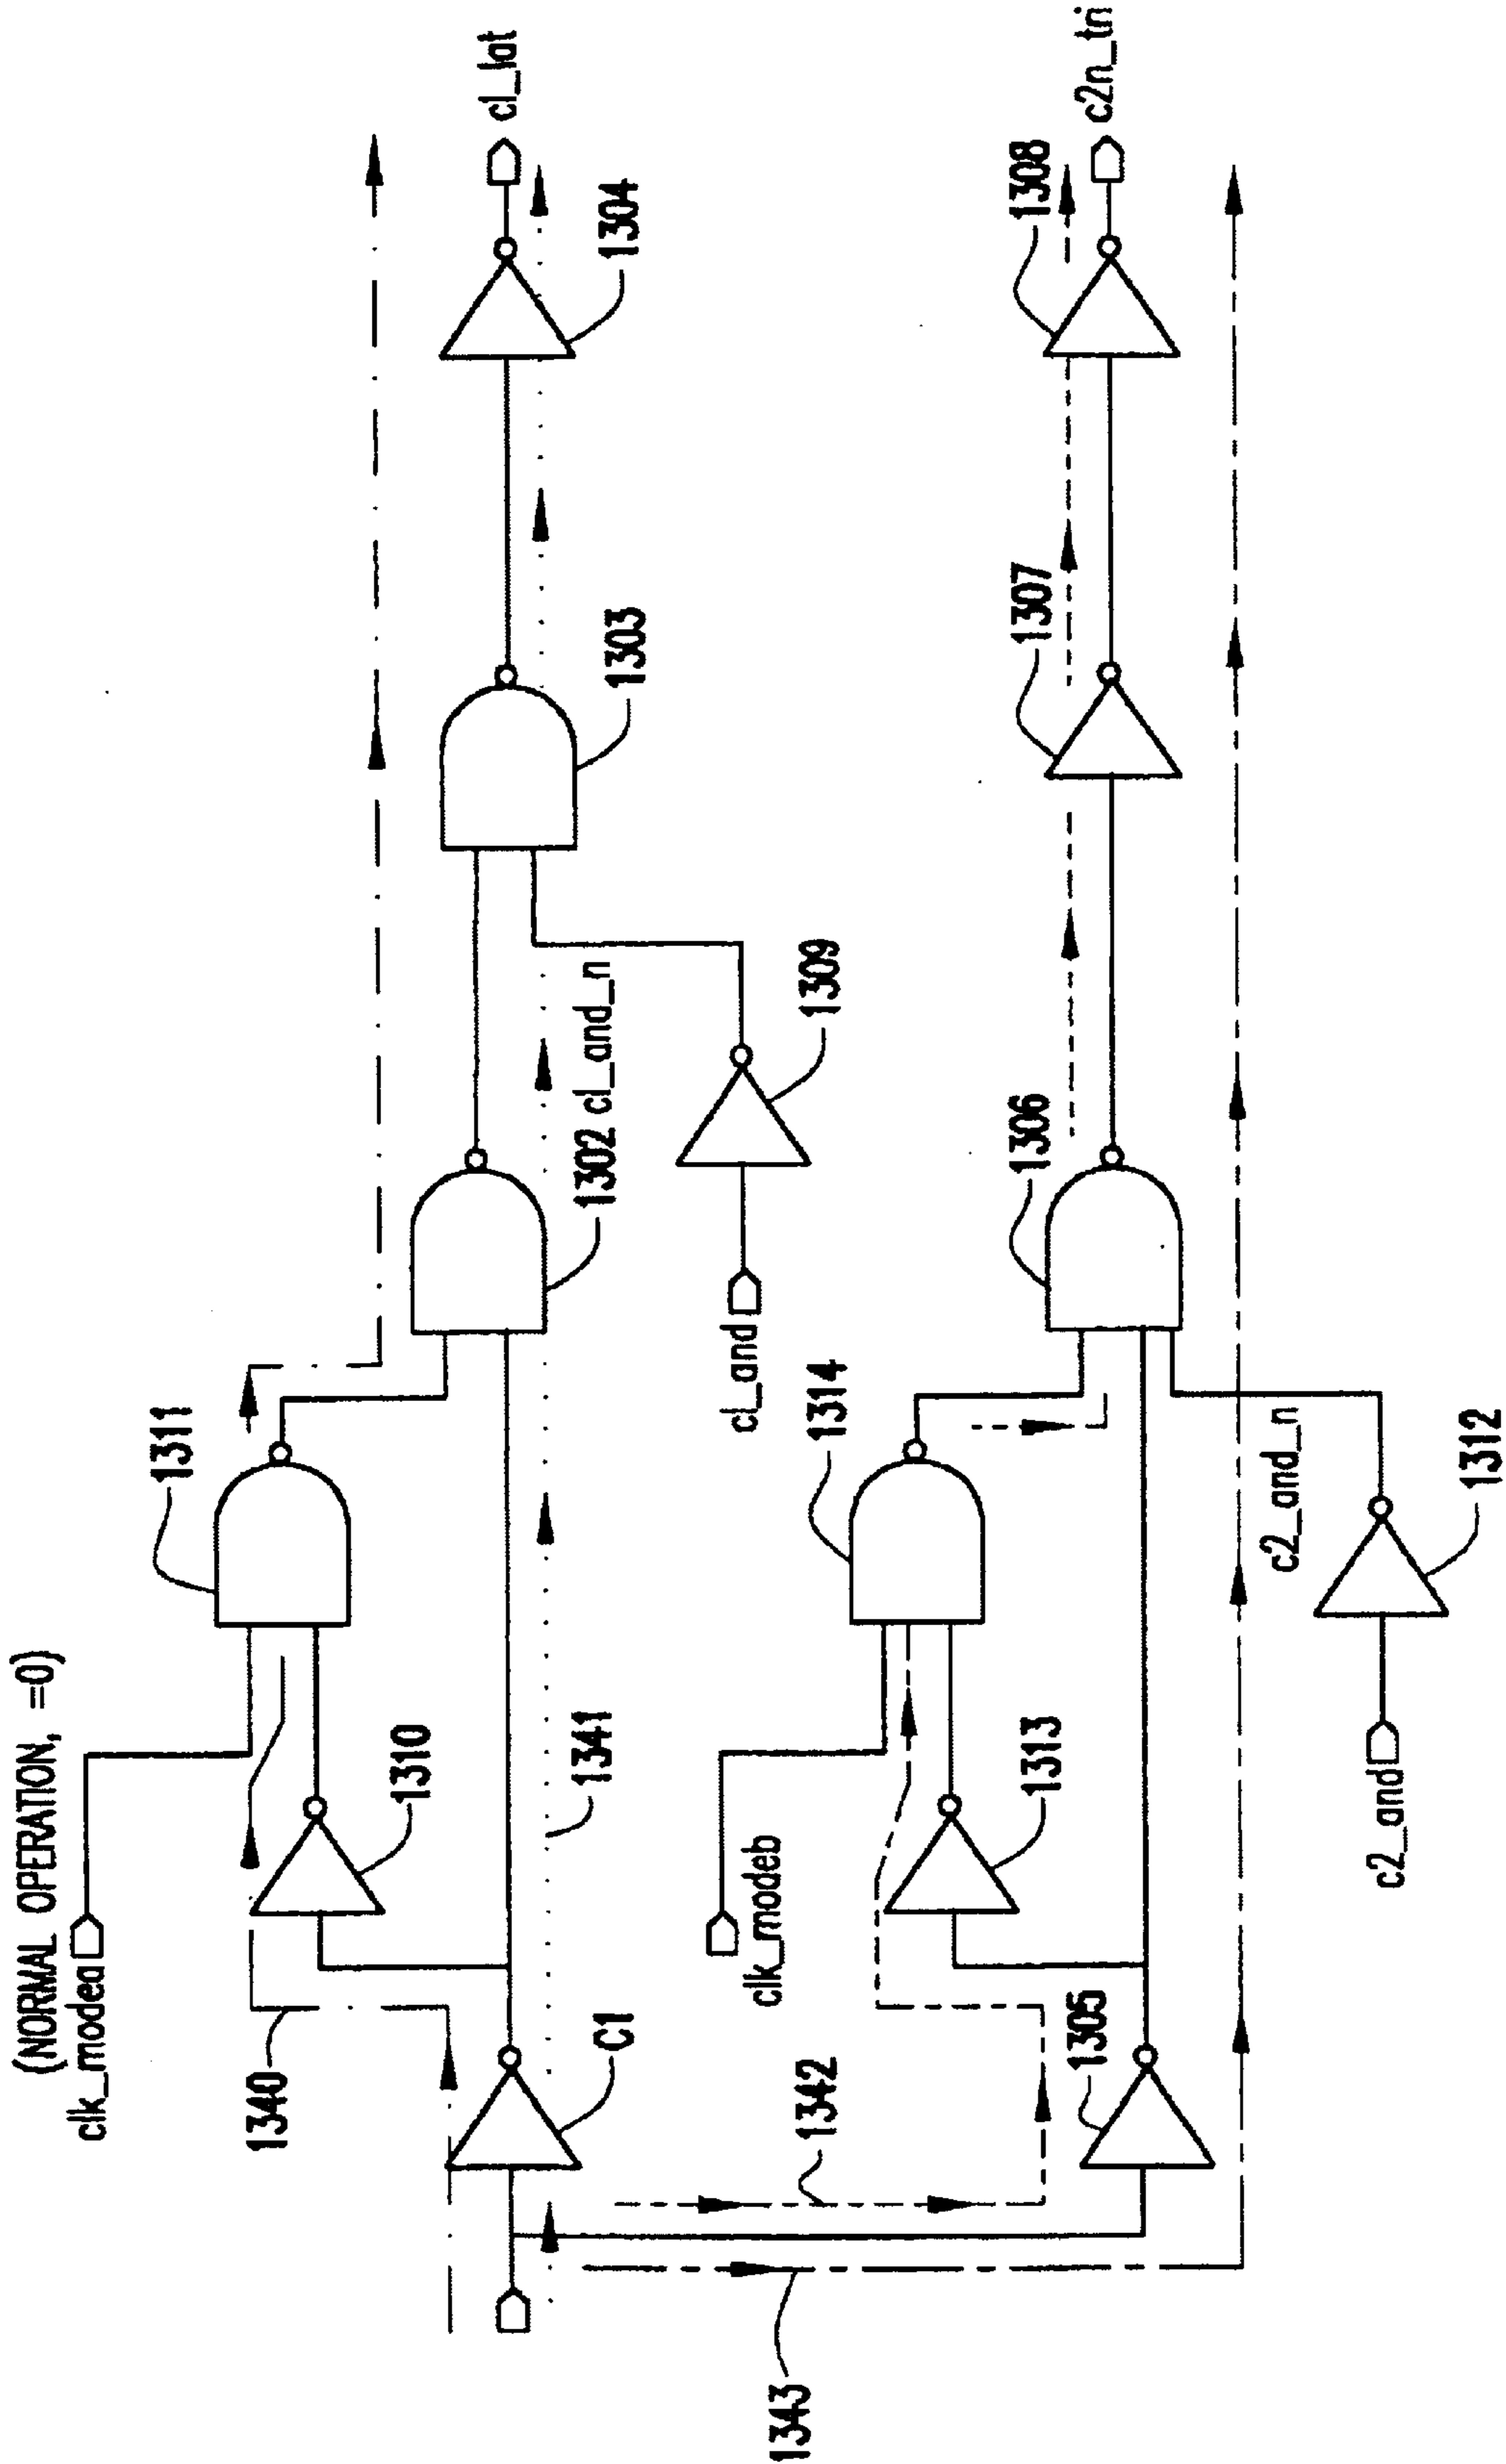 (NORMAL OPERATION, =0)
clk_modea
1311
1340
1310
C1
1341
1302
cl_and_n
1303
1304
cl_lat
cl_and
1309
1342
1343
clk_modeb
1314
1313
1305
1306
1307
1308
c2n_tri
c2_and_n
c2_and
1312